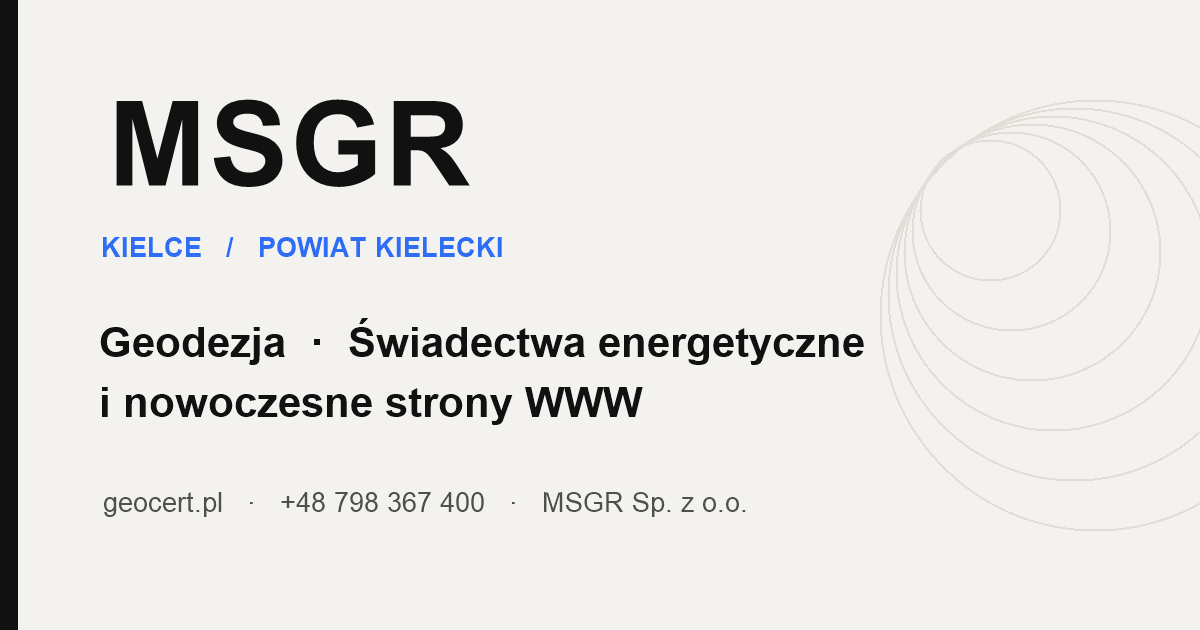 MSGR
KIELCE / POWIAT KIELECKI
Geodezja · Świadectwa energetyczne
i nowoczesne strony WWW
geocert.pl · +48 798 367 400 · MSGR Sp. z o.o.